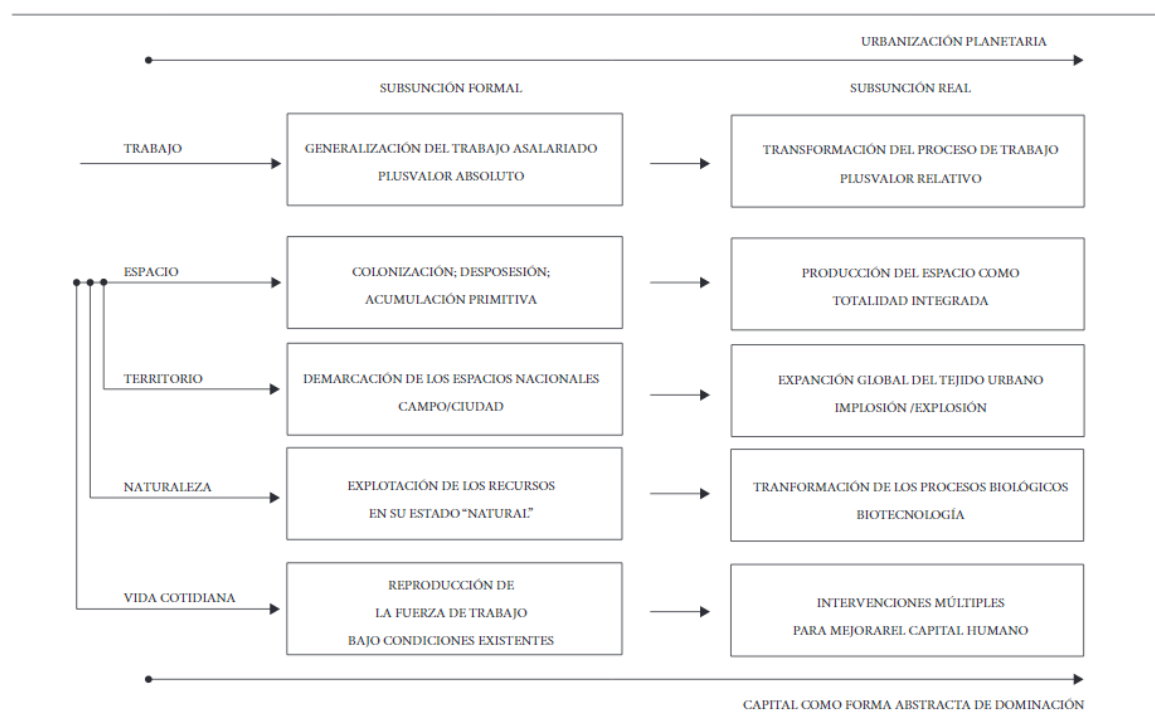 URBANIZACIÓN PLANETARIA
SUBSUNCIÓN FORMAL
SUBSUNCIÓN REAL
TRABAJO
GENERALIZACIÓN DEL TRABAJO ASALARIADO
PLUSVALOR ABSOLUTO
TRANSFORMACIÓN DEL PROCESO DE TRABAJO
PLUSVALOR RELATIVO
ESPACIO
COLONIZACIÓN; DESPOSESIÓN;
ACUMULACIÓN PRIMITIVA
PRODUCCIÓN DEL ESPACIO COMO
TOTALIDAD INTEGRADA
TERRITORIO
DEMARCACIÓN DE LOS ESPACIOS NACIONALES
CAMPO/CIUDAD
EXPANCIÓN GLOBAL DEL TEJIDO URBANO
IMPLOSIÓN /EXPLOSIÓN
NATURALEZA
EXPLOTACIÓN DE LOS RECURSOS
EN SU ESTADO “NATURAL”
TRANFORMACIÓN DE LOS PROCESOS BIOLÓGICOS
BIOTECNOLOGÍA
VIDA COTIDIANA
REPRODUCCIÓN DE
LA FUERZA DE TRABAJO
BAJO CONDICIONES EXISTENTES
INTERVENCIONES MÚLTIPLES
PARA MEJORAREL CAPITAL HUMANO
CAPITAL COMO FORMA ABSTRACTA DE DOMINACIÓN